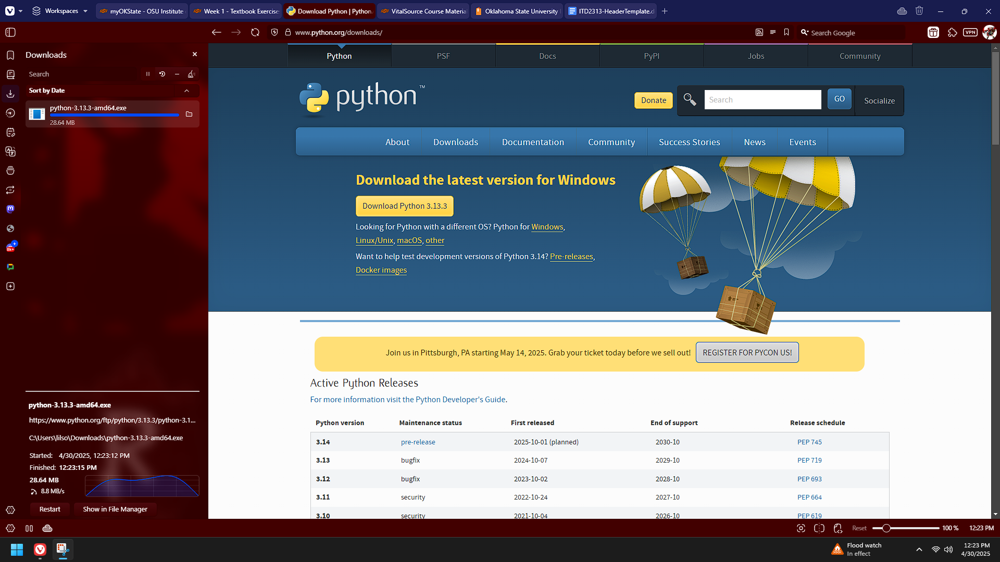 Workspaces
myOKState - OSU Institute
Week 1 - Textbook Exercise
Download Python | Python.
VitalSource Course Material
Oklahoma State University
ITD2313-HeaderTemplate.d
www.python.org/downloads/
Search Google
VPN
Downloads
Search
Sort by Date
python-3.13.3-amd64.exe
28.64 MB
8k+
python-3.13.3-amd64.exe
https://www.python.org/ftp/python/3.13.3/python-3.1...
C:\Users\lilso\Downloads\python-3.13.3-amd64.exe
Started: 4/30/2025, 12:23:12 PM
Finished: 12:23:15 PM
28.64 MB
8.8 MB/s
Restart
Show in File Manager
Python
PSF
Docs
PyPI
Jobs
Community
python™
Donate
Search
GO
Socialize
About
Downloads
Documentation
Community
Success Stories
News
Events
Download the latest version for Windows
Download Python 3.13.3
Looking for Python with a different OS? Python for Windows,
Linux/Unix, macOS, other
Want to help test development versions of Python 3.14? Pre-releases,
Docker images
Join us in Pittsburgh, PA starting May 14, 2025. Grab your ticket today before we sell out!
REGISTER FOR PYCON US!
Active Python Releases
For more information visit the Python Developer's Guide.
Python version Maintenance status First released End of support Release schedule
3.14 pre-release 2025-10-01 (planned) 2030-10 PEP 745
3.13 bugfix 2024-10-07 2029-10 PEP 719
3.12 bugfix 2023-10-02 2028-10 PEP 693
3.11 security 2022-10-24 2027-10 PEP 664
3.10 security 2021-10-04 2026-10 PEP 619
Reset
100 %
12:23 PM
Flood watch
In effect
12:23 PM
4/30/2025